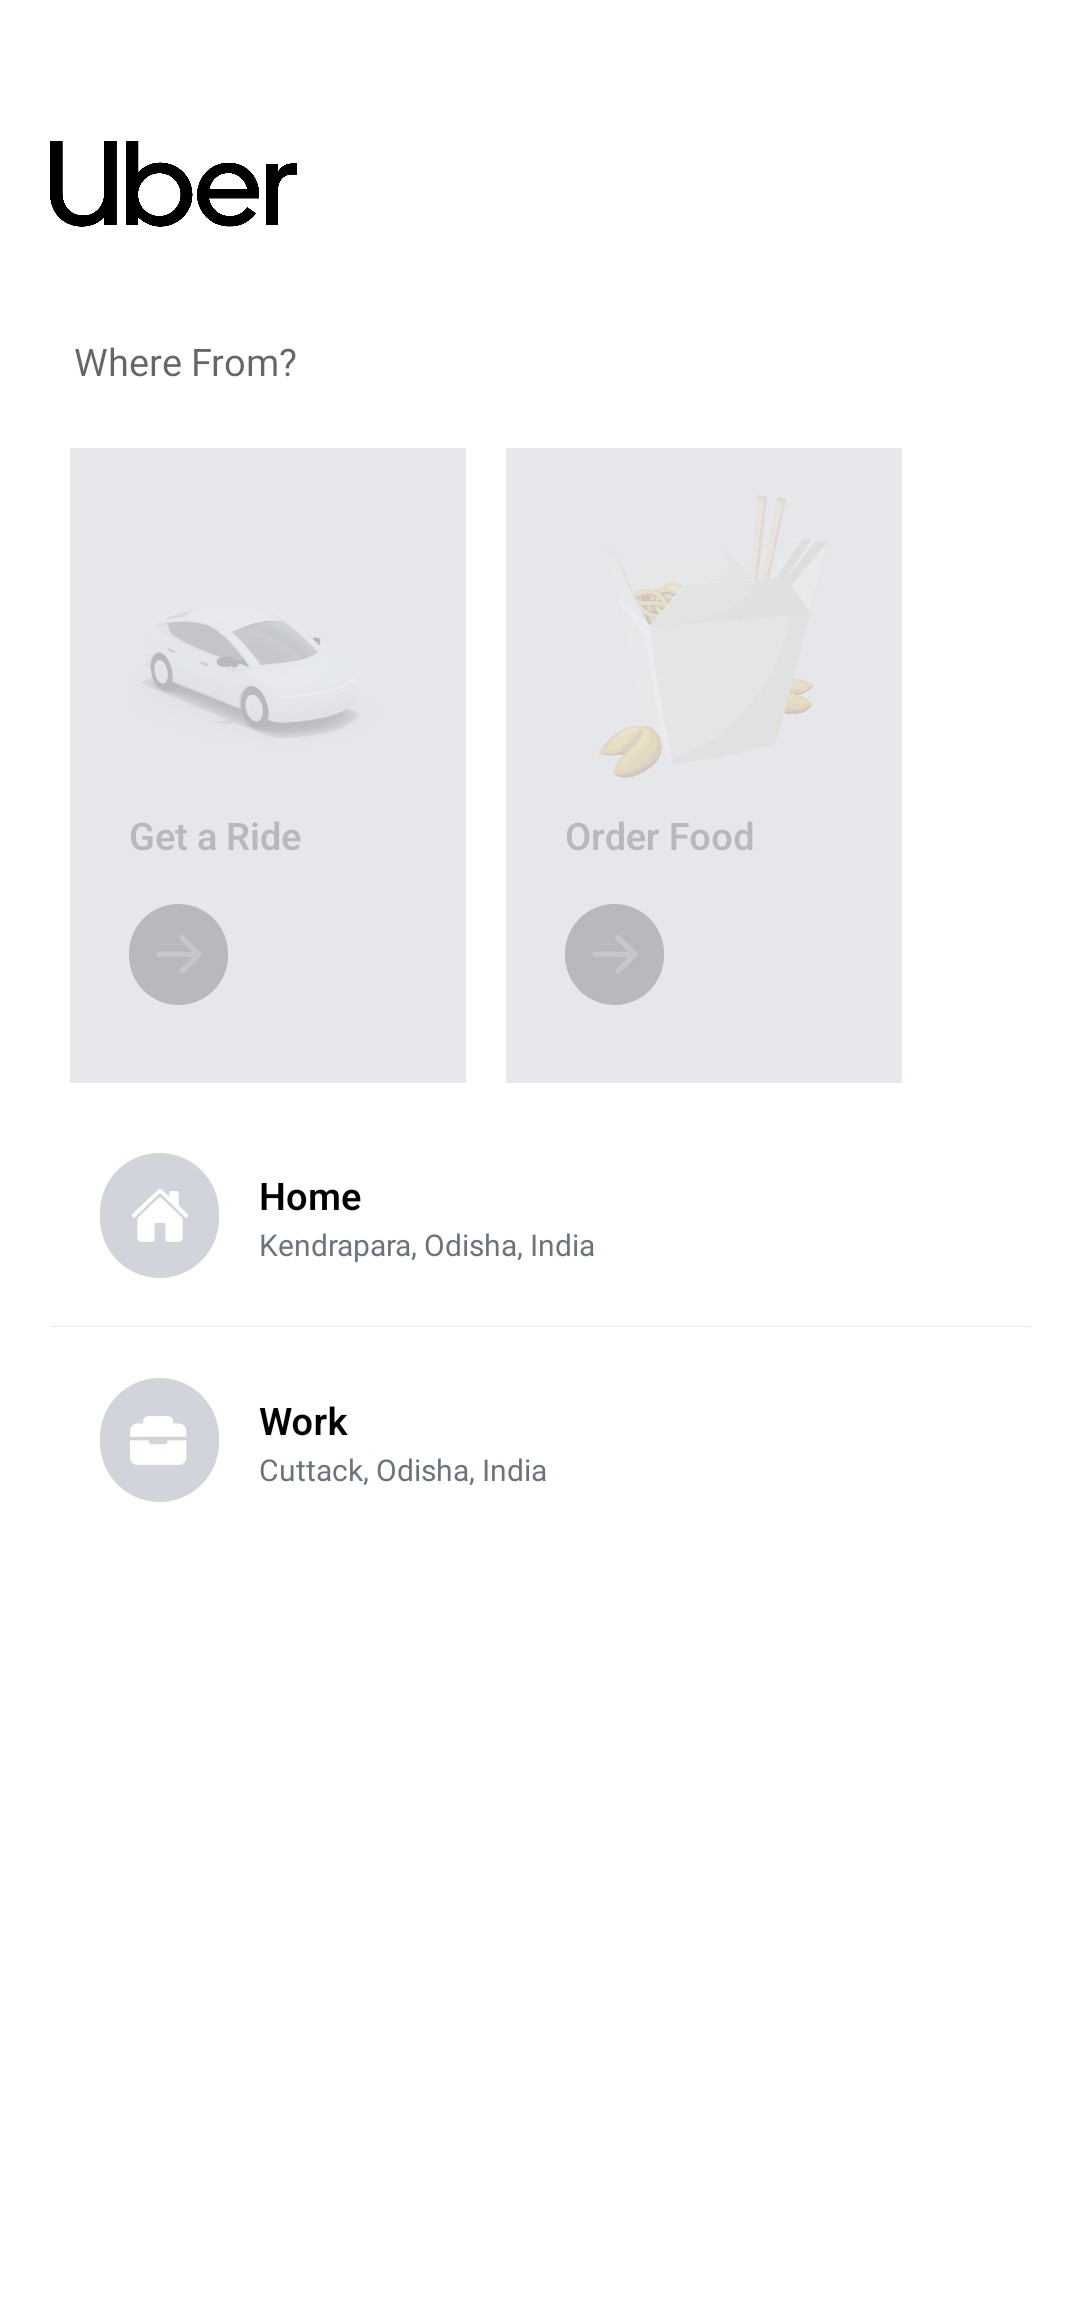 Uber
Where From?
Get a Ride
Order Food
Home
Kendrapara, Odisha, India
Work
Cuttack, Odisha, India